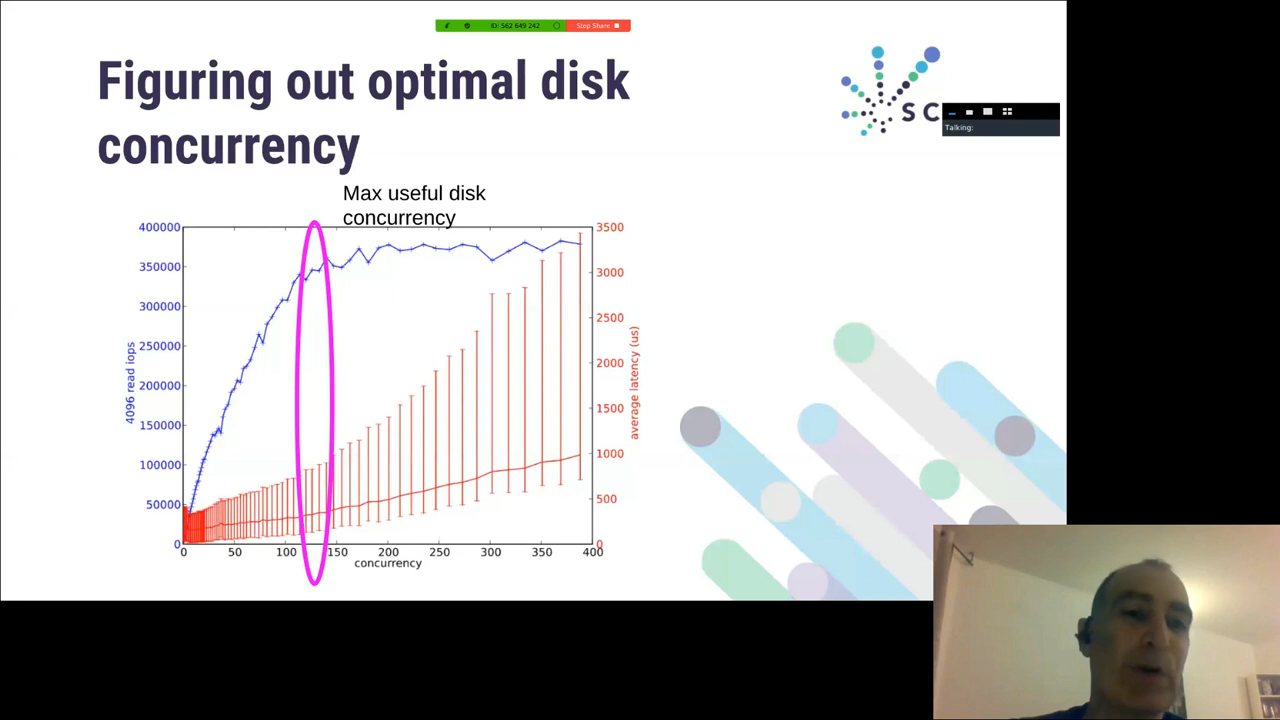 ID: 562 649 242
Stop Share
Figuring out optimal disk
concurrency
SC
Talking:
Max useful disk
concurrency
400000
350000
300000
250000
200000
150000
100000
50000
0
4096 read iops
3500
3000
2500
2000
1500
1000
500
0
average latency (us)
0 50 100 150 200 250 300 350 400
concurrency